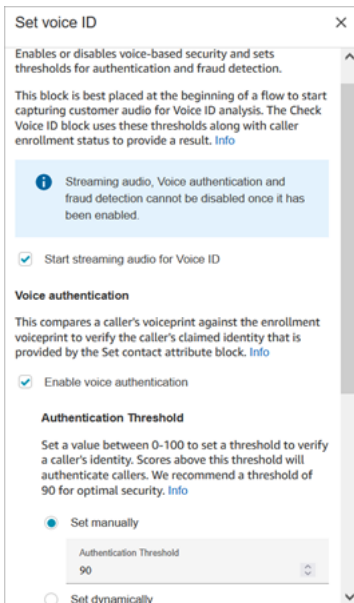 Set voice ID
Enables or disables voice-based security and sets
thresholds for authentication and fraud detection.
This block is best placed at the beginning of a flow to start
capturing customer audio for Voice ID analysis. The Check
Voice ID block uses these thresholds along with caller
enrollment status to provide a result. Info
Streaming audio, Voice authentication and
fraud detection cannot be disabled once it has
been enabled.
Start streaming audio for Voice ID
Voice authentication
This compares a caller's voiceprint against the enrollment
voiceprint to verify the caller's claimed identity that is
provided by the Set contact attribute block. Info
Enable voice authentication
Authentication Threshold
Set a value between 0-100 to set a threshold to verify
a caller's identity. Scores above this threshold will
authenticate callers. We recommend a threshold of
90 for optimal security. Info
Set manually
Authentication Threshold
90
Set dynamically